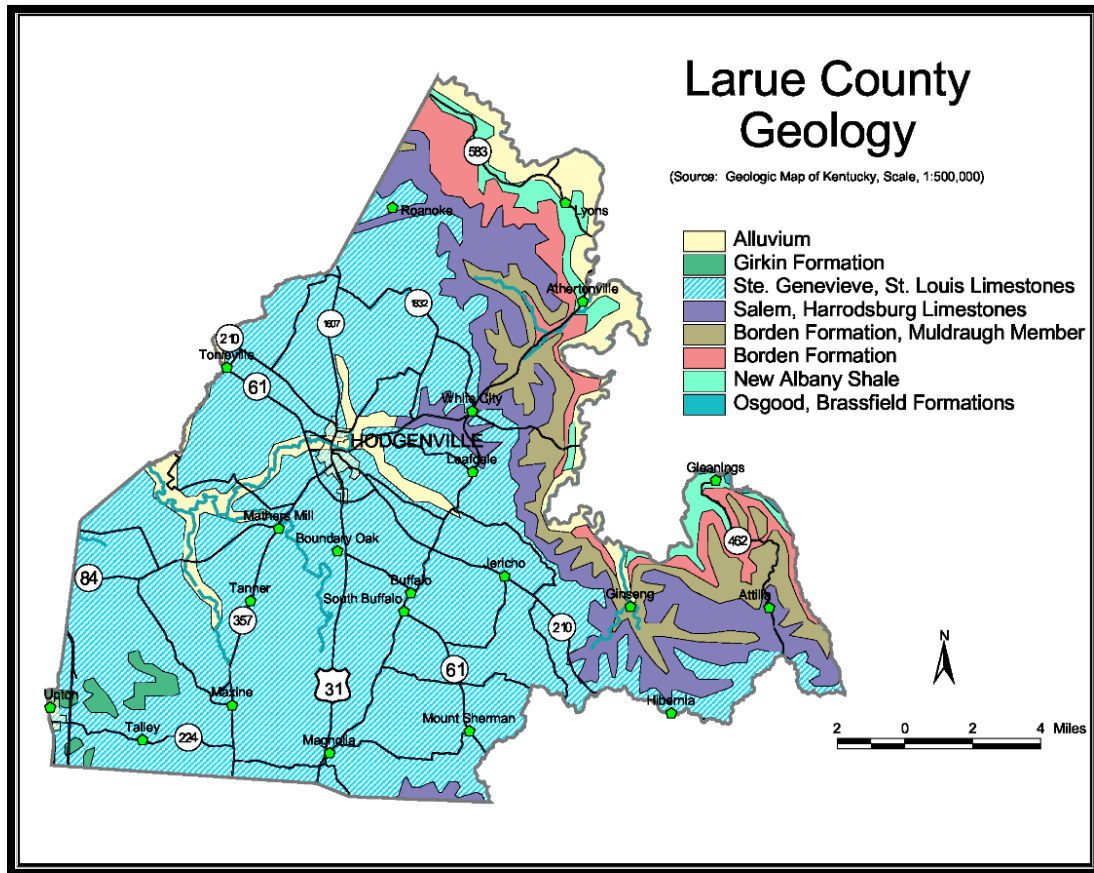 Larue County
Geology
(Source: Geologic Map of Kentucky, Scale, 1:500,000)
Alluvium
Girkin Formation
Ste. Genevieve, St. Louis Limestones
Salem, Harrodsburg Limestones
Borden Formation, Muldraugh Member
Borden Formation
New Albany Shale
Osgood, Brassfield Formations
583
Roanoke
Lyons
Athertonville
1832
1607
210
Tonieville
61
White City
HODGENVILLE
Leafdale
Gleanings
Mathers Mill
462
Boundary Oak
84
Jericho
Tanner
Buffalo
South Buffalo
Ginseng
Attilla
357
210
N
61
31
Upton
Maxine
Hibernia
Talley
224
Mount Sherman
Magnolia
2 0 2 4 Miles